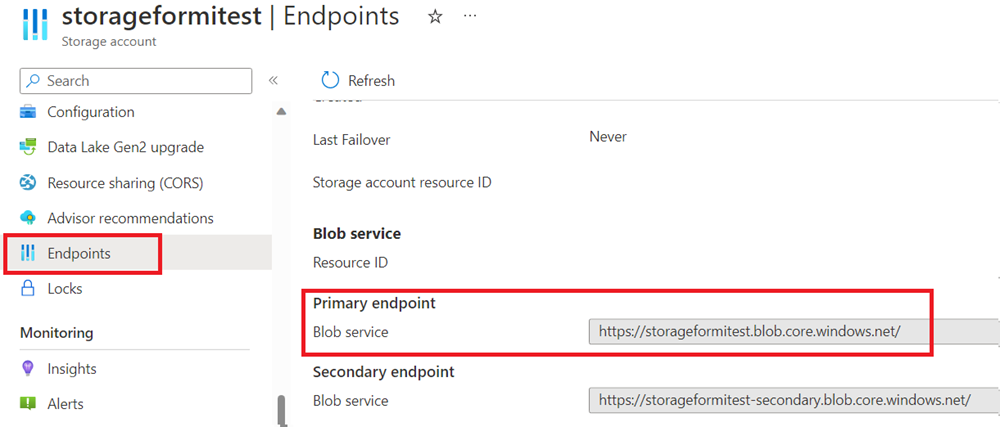 storageformitest | Endpoints
Storage account
Search
Refresh
Configuration
Data Lake Gen2 upgrade
Resource sharing (CORS)
Advisor recommendations
Endpoints
Locks
Monitoring
Insights
Alerts
Created
Last Failover Never
Storage account resource ID
Blob service
Resource ID
Primary endpoint
Blob service https://storageformitest.blob.core.windows.net/
Secondary endpoint
Blob service https://storageformitest-secondary.blob.core.windows.net/